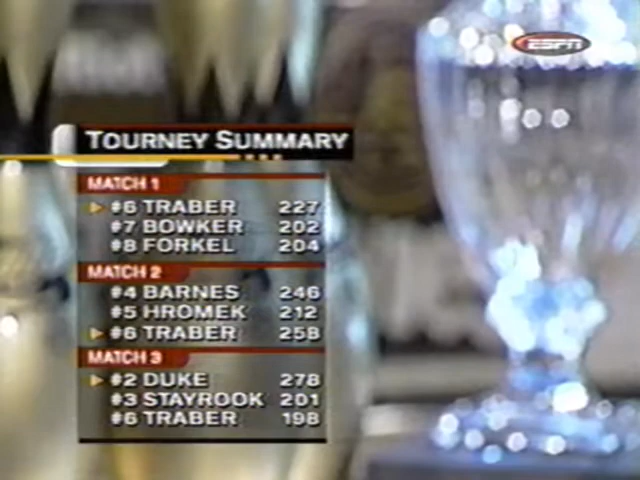 ESPN
TOURNEY SUMMARY
MATCH 1
#6 TRABER 227
#7 BOWKER 202
#8 FORKEL 204
MATCH 2
#4 BARNES 246
#5 HROMEK 212
#6 TRABER 258
MATCH 3
#2 DUKE 278
#3 STAYROOK 201
#6 TRABER 198